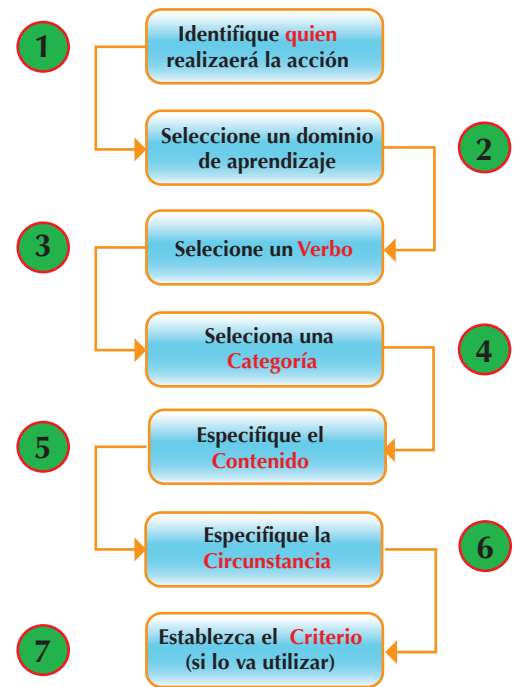 1
Identifique quien
realizaerá la acción
Seleccione un dominio
de aprendizaje
2
3
Selecione un Verbo
Seleciona una
Categoría
4
5
Especifique el
Contenido
Especifique la
Circunstancia
6
7
Establezca el Criterio
(si lo va utilizar)